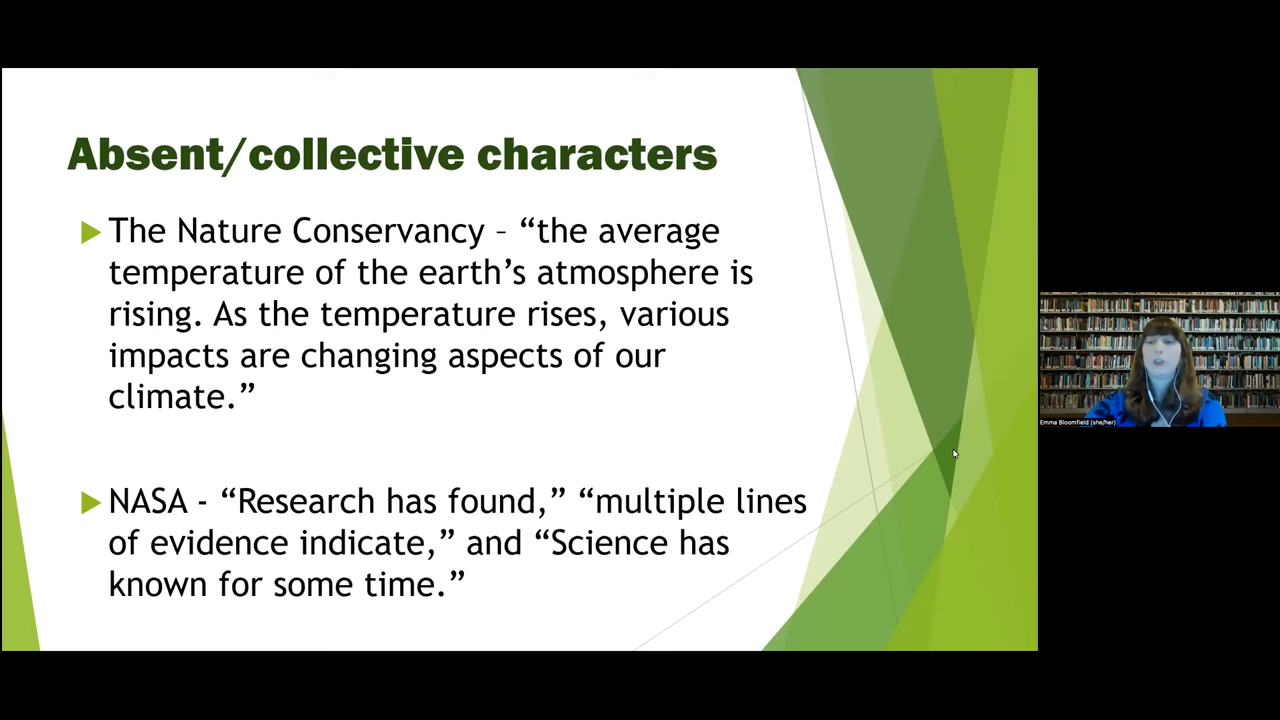 Absent/collective characters
The Nature Conservancy – “the average
temperature of the earth’s atmosphere is
rising. As the temperature rises, various
impacts are changing aspects of our
climate.”
NASA - “Research has found,” “multiple lines
of evidence indicate,” and “Science has
known for some time.”
Emma Bloomfield (she/her)